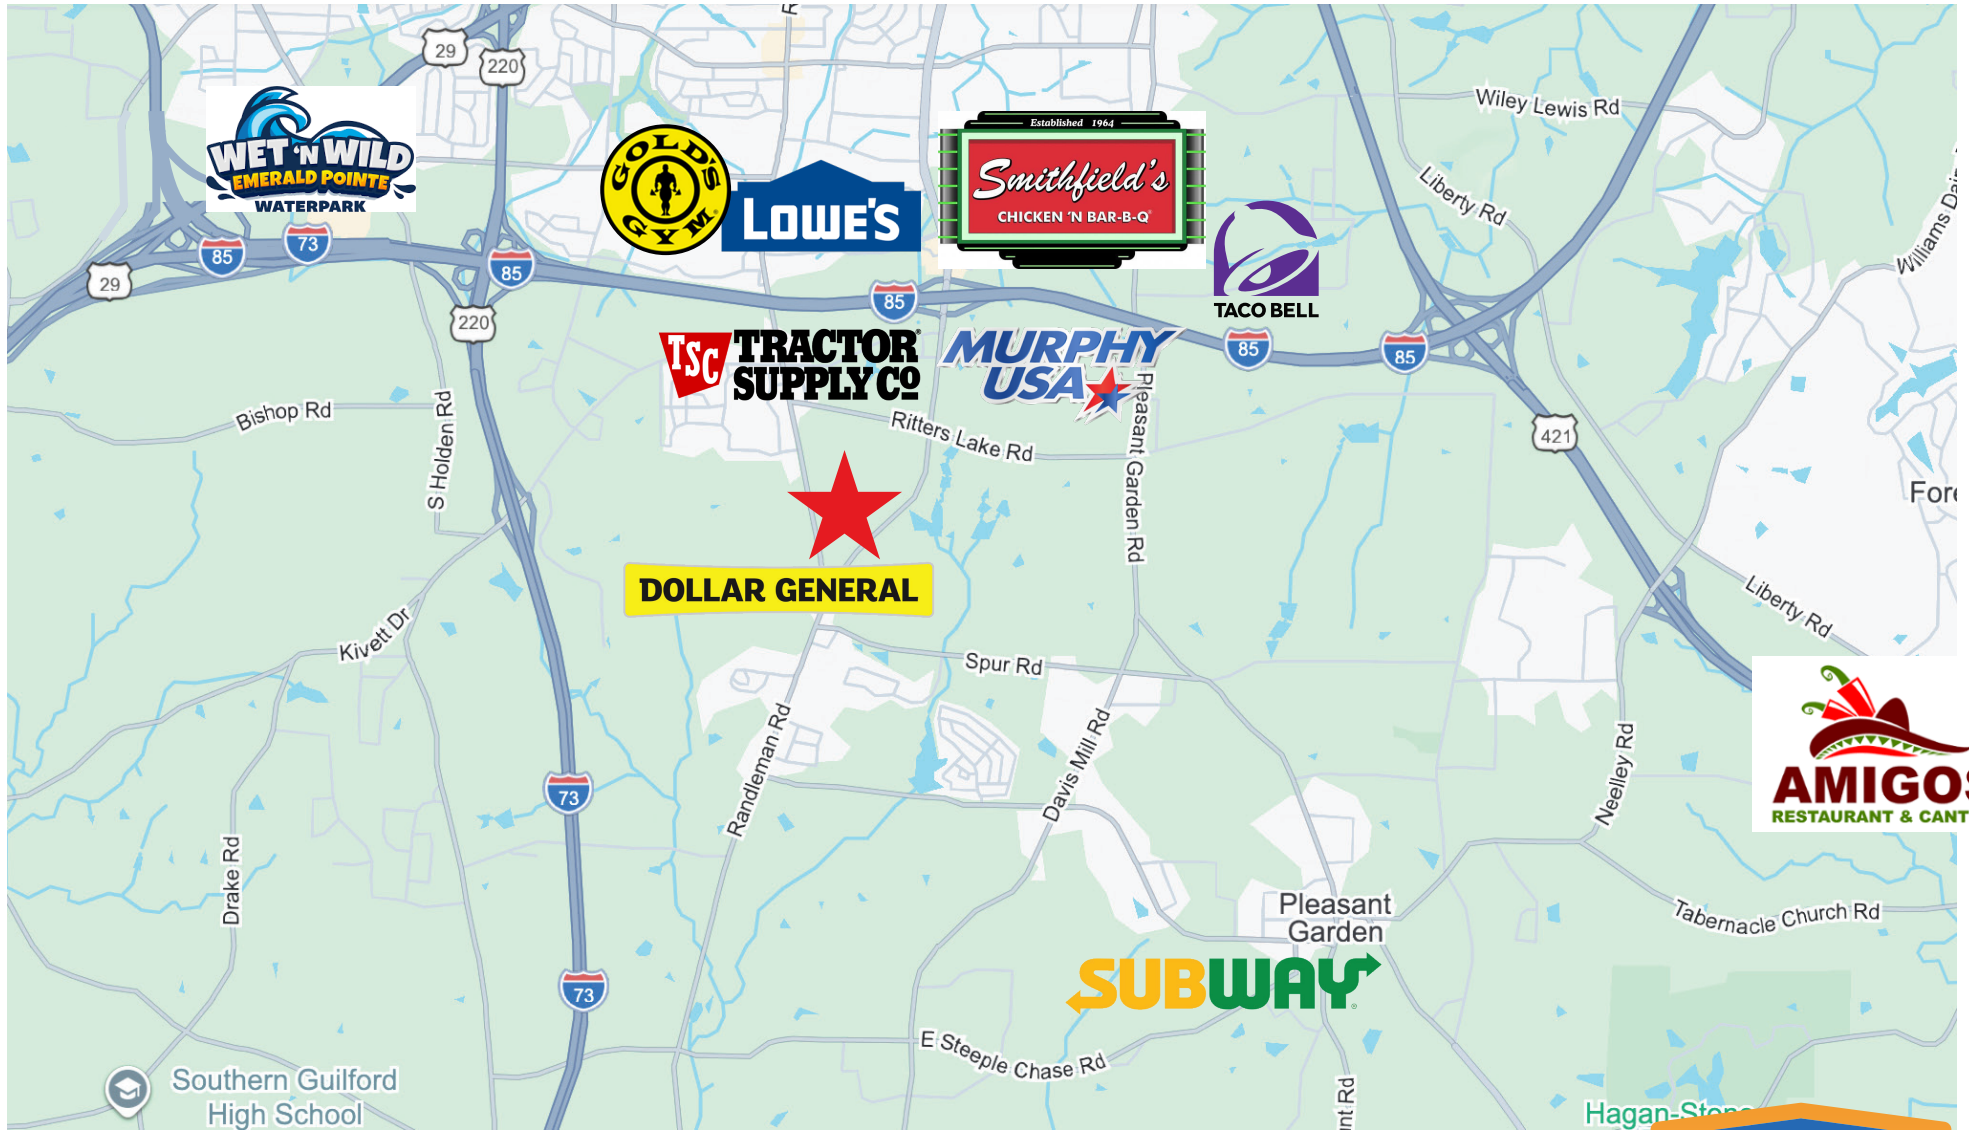 29
220
Wiley Lewis Rd
WET 'N WILD
EMERALD POINTE
WATERPARK
GOLD'S
GYM
LOWE'S
Established 1964
Smithfield's
CHICKEN 'N BAR-B-Q
Liberty Rd
TACO BELL
85
73
85
29
85
220
85
85
TSC
TRACTOR
SUPPLY CO
MURPHY
USA
Bishop Rd
S Holden Rd
Ritters Lake Rd
Pleasant Garden Rd
421
DOLLAR GENERAL
Kivett Dr
Spur Rd
Liberty Rd
Randleman Rd
Davis Mill Rd
Neelley Rd
AMIGOS
RESTAURANT & CANT
73
Drake Rd
Pleasant
Garden
Tabernacle Church Rd
SUBWAY
73
E Steeple Chase Rd
Southern Guilford
High School